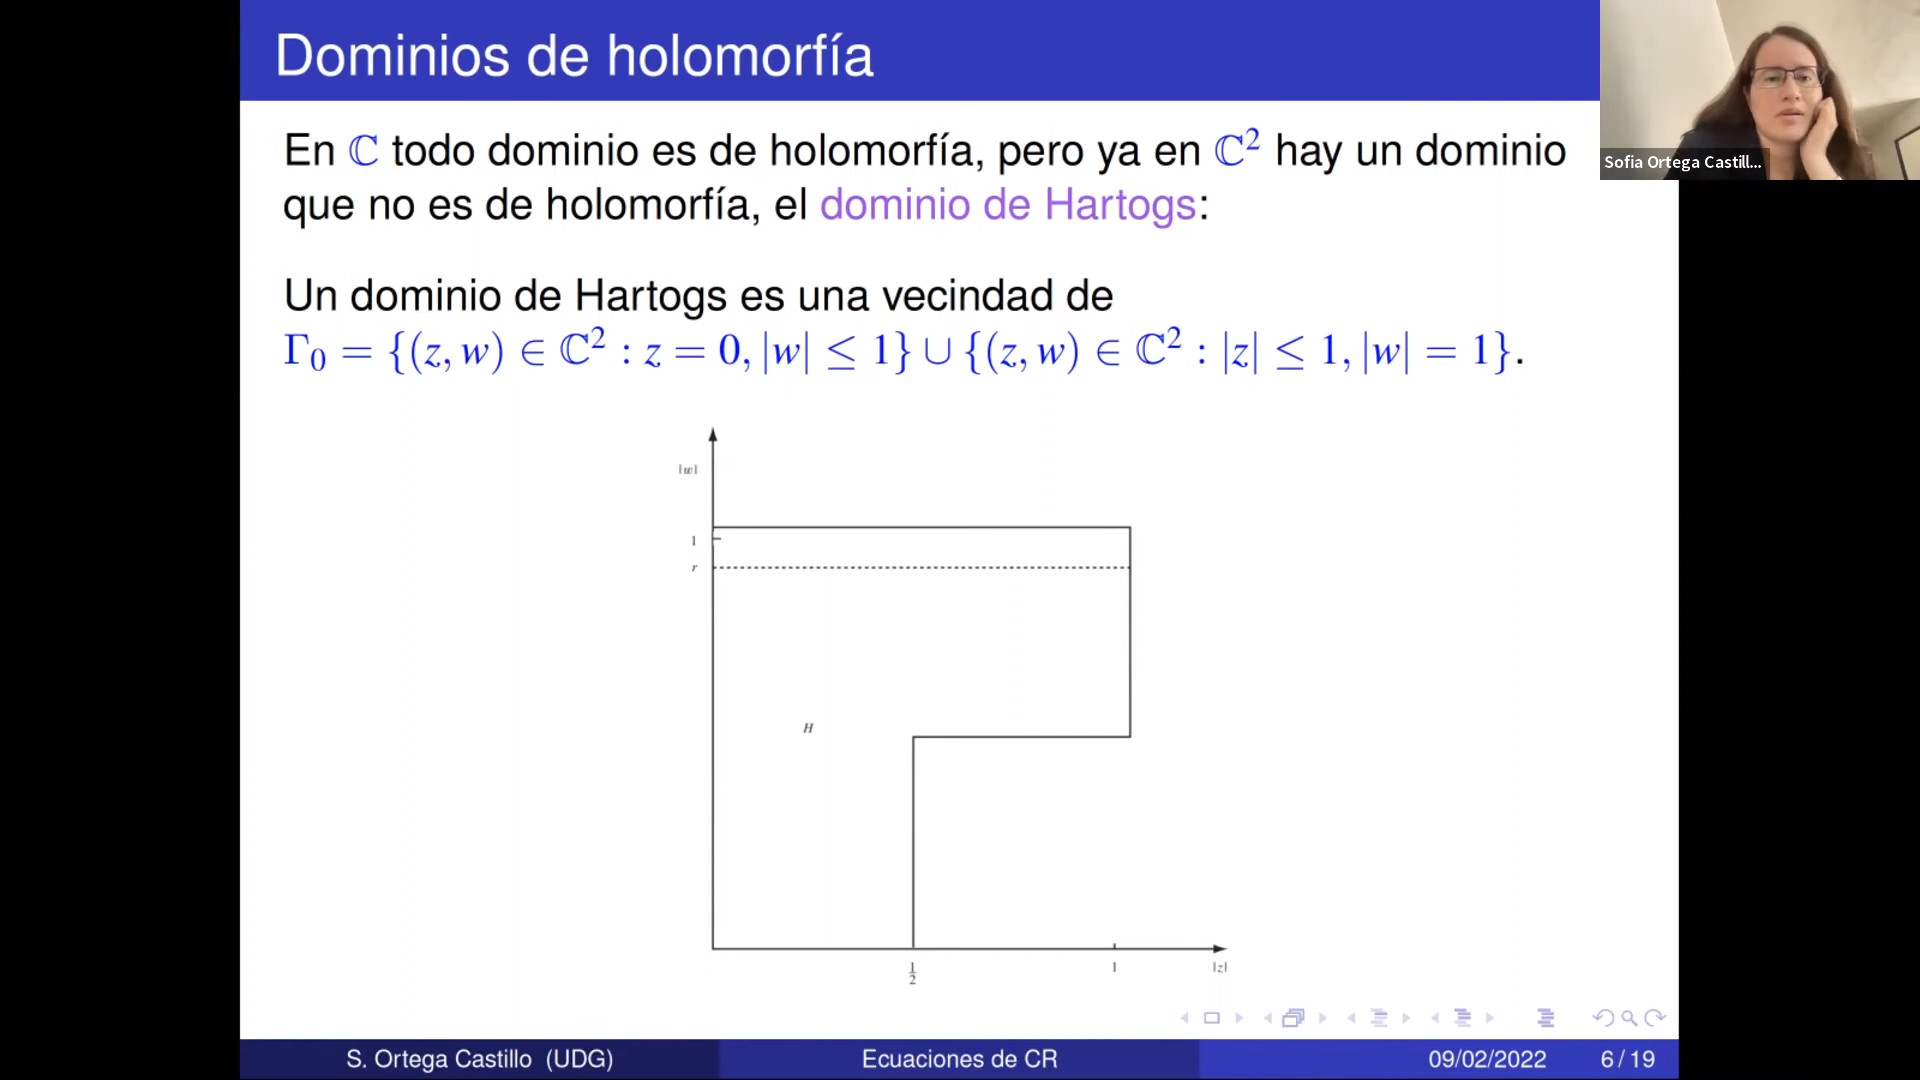 Dominios de holomorfía
Sofia Ortega Castill...
En ℂ todo dominio es de holomorfía, pero ya en ℂ² hay un dominio
que no es de holomorfía, el dominio de Hartogs:
Un dominio de Hartogs es una vecindad de
Γ₀ = {(z, w) ∈ ℂ² : z = 0, |w| ≤ 1} ∪ {(z, w) ∈ ℂ² : |z| ≤ 1, |w| = 1}.
|w|
1
r
H
1/2 1 |z|
S. Ortega Castillo (UDG) Ecuaciones de CR 09/02/2022 6 / 19